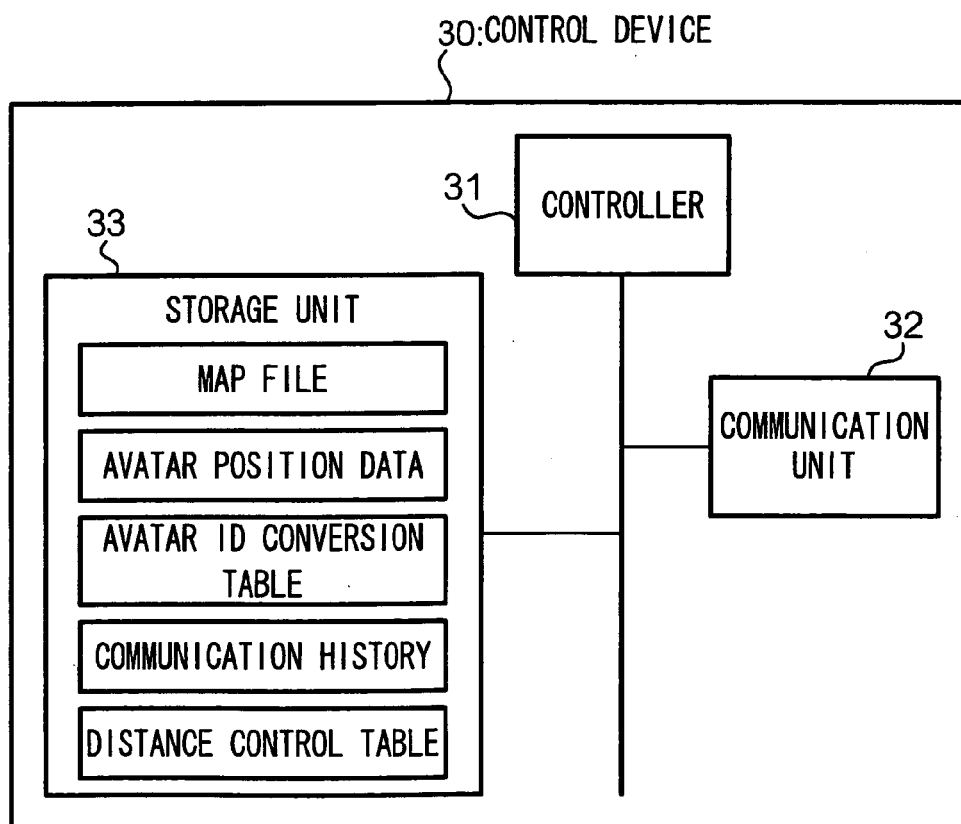 30:CONTROL DEVICE
31
CONTROLLER
33
STORAGE UNIT
MAP FILE
AVATAR POSITION DATA
AVATAR ID CONVERSION
TABLE
COMMUNICATION HISTORY
DISTANCE CONTROL TABLE
32
COMMUNICATION
UNIT